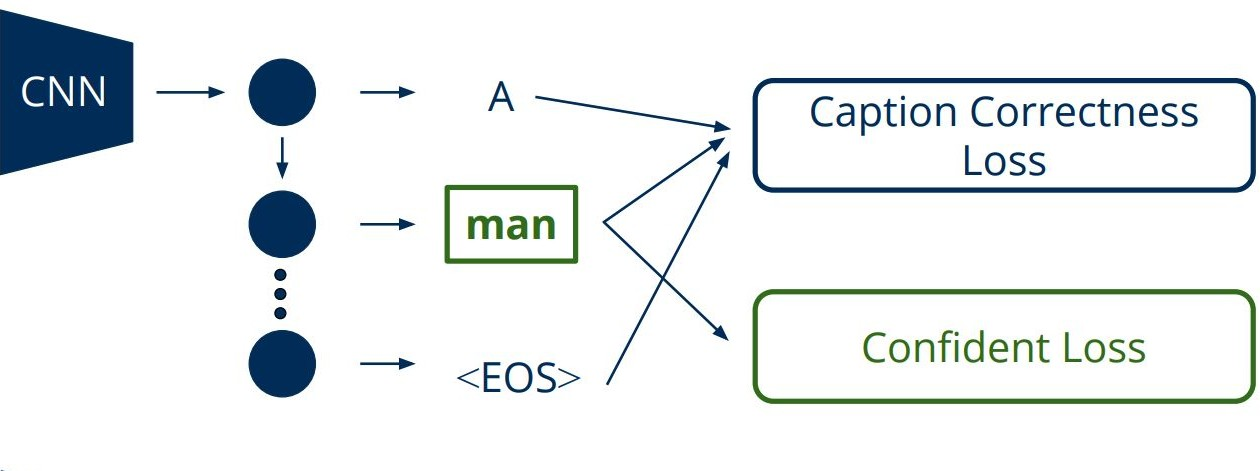 CNN
A
man
<EOS>
Caption Correctness
Loss
Confident Loss